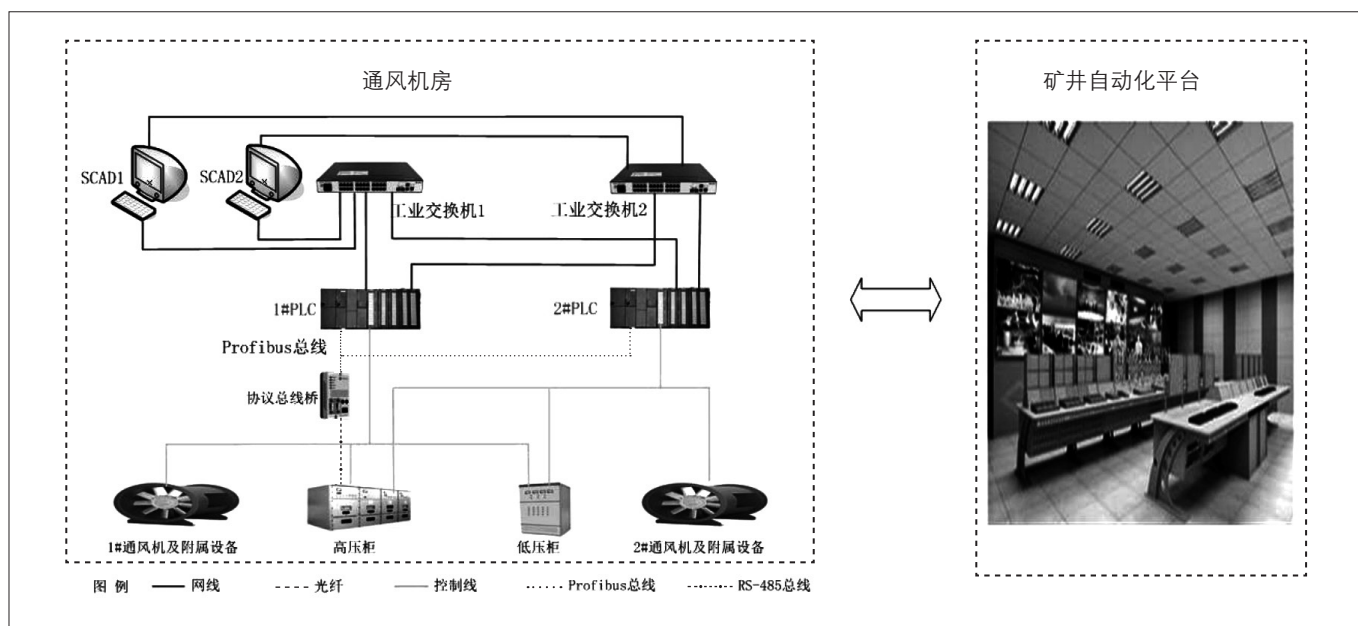 通风机房
矿井自动化平台
SCAD1
SCAD2
工业交换机1
工业交换机2
1#PLC
2#PLC
Profibus总线
协议总线桥
1#通风机及附属设备
高压柜
低压柜
2#通风机及附属设备
图 例 网线 光纤 控制线 Profibus总线 RS-485总线